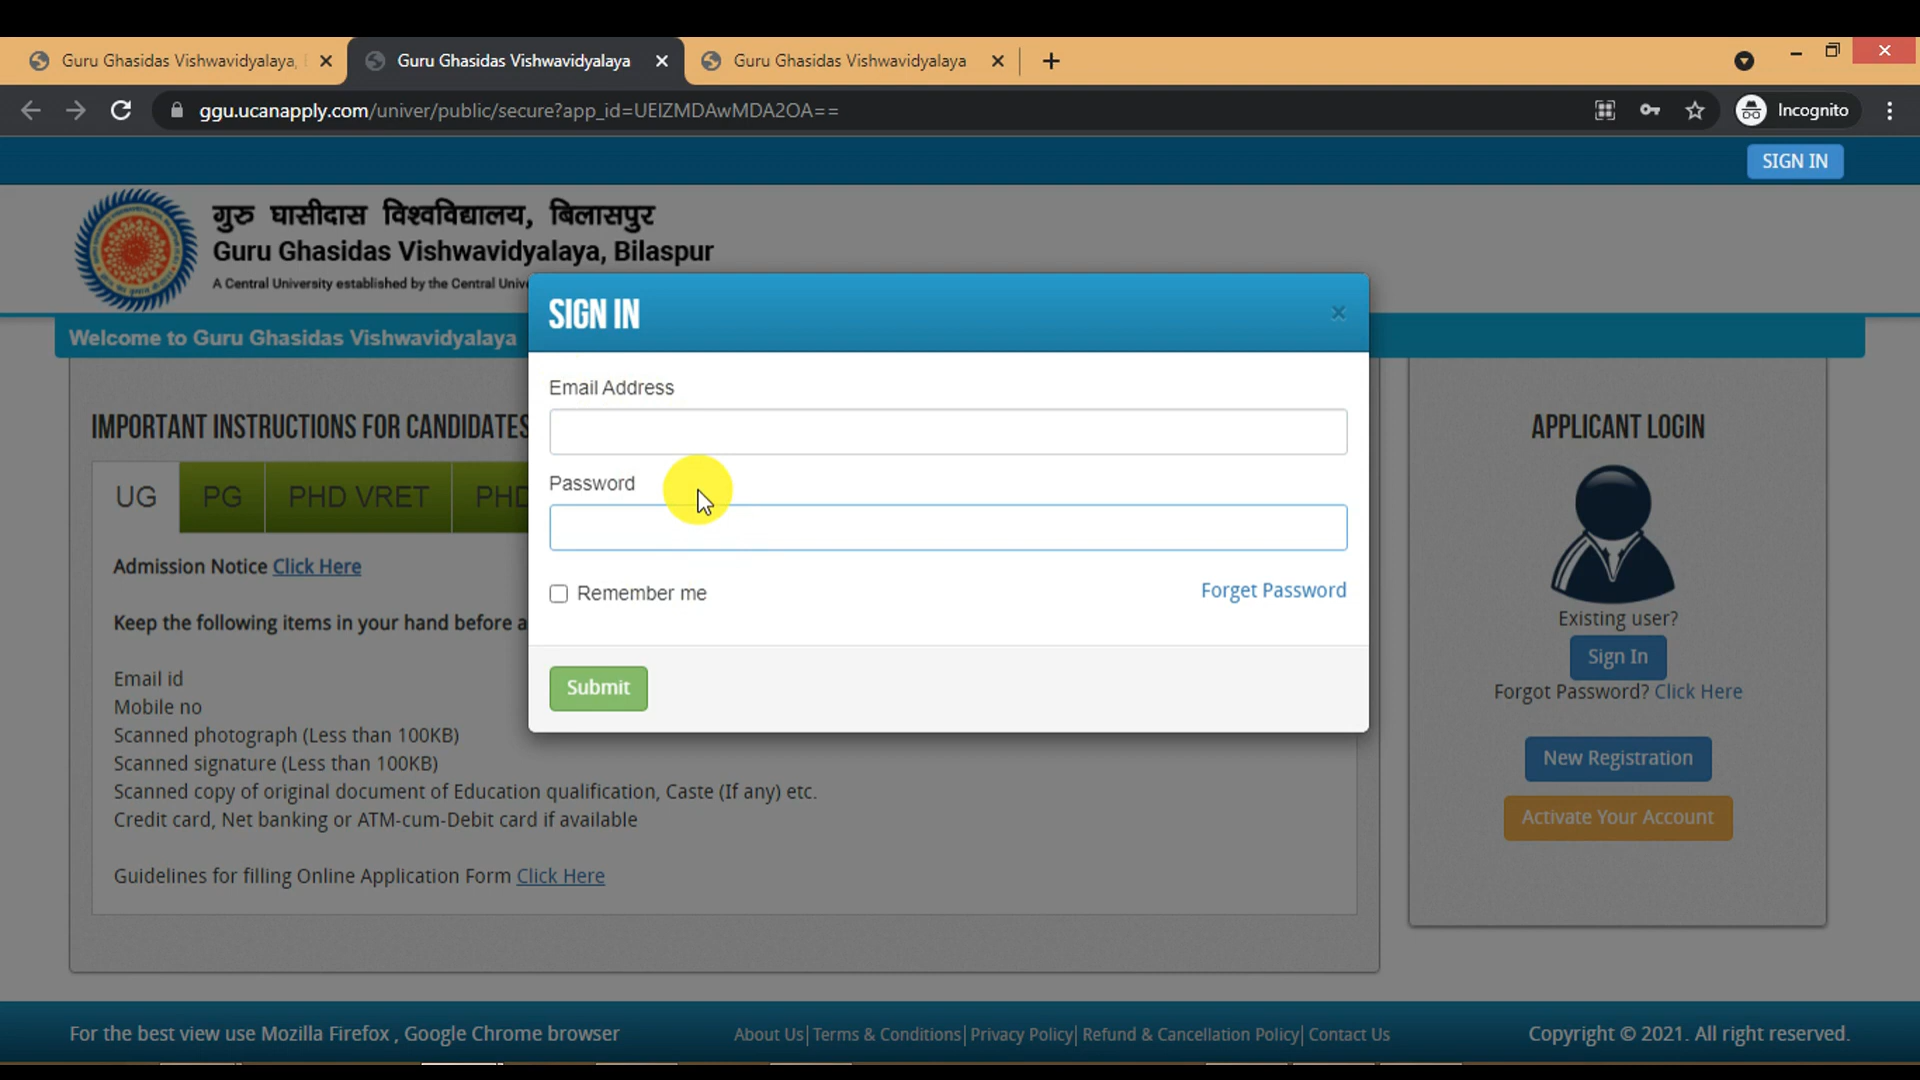 Guru Ghasidas Vishwavidyalaya,
Guru Ghasidas Vishwavidyalaya
Guru Ghasidas Vishwavidyalaya
ggu.ucanapply.com/univer/public/secure?app_id=UElZMDAwMDA2OA==
Incognito
SIGN IN
गुरु घासीदास विश्वविद्यालय, बिलासपुर
Guru Ghasidas Vishwavidyalaya, Bilaspur
A Central University established by the Central
Welcome to Guru Ghasidas Vishwavidyalaya
SIGN IN
×
Email Address
Password
Remember me
Forget Password
Submit
IMPORTANT INSTRUCTIONS FOR CANDIDATES
UG
PG
PHD VRET
PHD
Admission Notice Click Here
Keep the following items in your hand before
Email id
Mobile no
Scanned photograph (Less than 100KB)
Scanned signature (Less than 100KB)
Scanned copy of original document of Education qualification, Caste (If any) etc.
Credit card, Net banking or ATM-cum-Debit card if available
Guidelines for filling Online Application Form Click Here
APPLICANT LOGIN
Existing user?
Sign In
Forgot Password? Click Here
New Registration
Activate Your Account
For the best view use Mozilla Firefox , Google Chrome browser
About Us| Terms & Conditions| Privacy Policy| Refund & Cancellation Policy| Contact Us
Copyright © 2021. All right reserved.